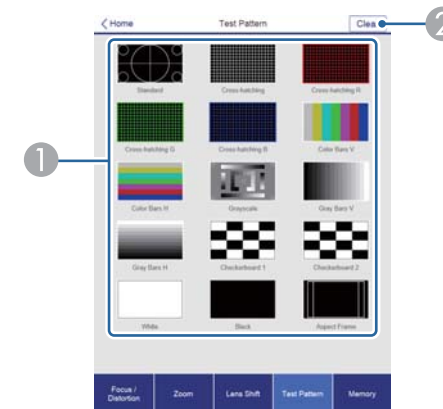 Home Test Pattern Clea
2
Standard Cross-hatching Cross-hatching R
1
Cross-hatching G Cross-hatching B Color Bars V
Color Bars H Grayscale Gray Bars V
Gray Bars H Checkerboard 1 Checkerboard 2
White Black Aspect Frame
Focus / Distortion Zoom Lens Shift Test Pattern Memory